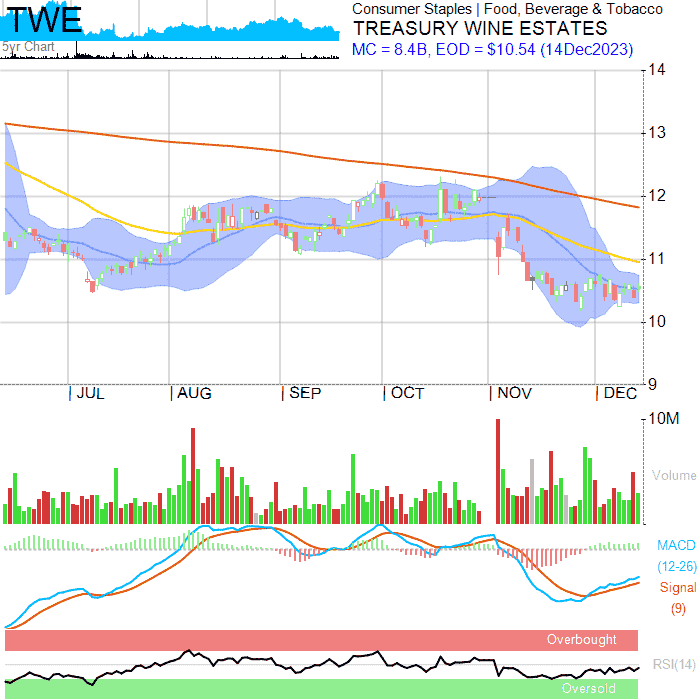 TWE
5yr Chart
Consumer Staples | Food, Beverage & Tobacco
TREASURY WINE ESTATES
MC = 8.4B, EOD = $10.54 (14Dec2023)
14
13
12
11
10
9
| JUL | AUG | SEP | OCT | NOV | DEC
10M
Volume
MACD
(12-26)
Signal
(9)
Overbought
RSI(14)
Oversold